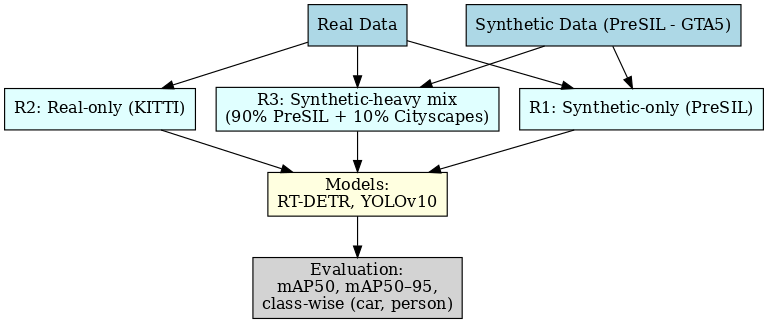 Real Data
Synthetic Data (PreSIL - GTA5)
R2: Real-only (KITTI)
R3: Synthetic-heavy mix
(90% PreSIL + 10% Cityscapes)
R1: Synthetic-only (PreSIL)
Models:
RT-DETR, YOLOv10
Evaluation:
mAP50, mAP50–95,
class-wise (car, person)